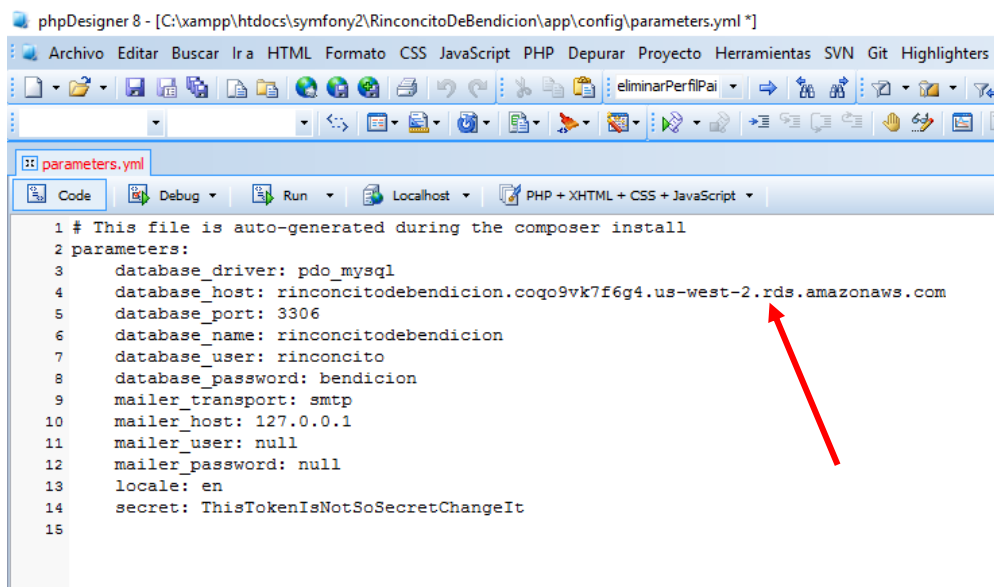 phpDesigner 8 - [C:\xampp\htdocs\symfony2\RinconcitoDeBendicion\app\config\parameters.yml *]
Archivo Editar Buscar Ir a HTML Formato CSS JavaScript PHP Depurar Proyecto Herramientas SVN Git Highlighters
eliminarPerfilPai
parameters.yml
Code Debug Run Localhost PHP + XHTML + CSS + JavaScript
1 # This file is auto-generated during the composer install
2 parameters:
3 database_driver: pdo_mysql
4 database_host: rinconcitodebendicion.coqo9vk7f6g4.us-west-2.rds.amazonaws.com
5 database_port: 3306
6 database_name: rinconcitodebendicion
7 database_user: rinconcito
8 database_password: bendicion
9 mailer_transport: smtp
10 mailer_host: 127.0.0.1
11 mailer_user: null
12 mailer_password: null
13 locale: en
14 secret: ThisTokenIsNotSoSecretChangeIt
15